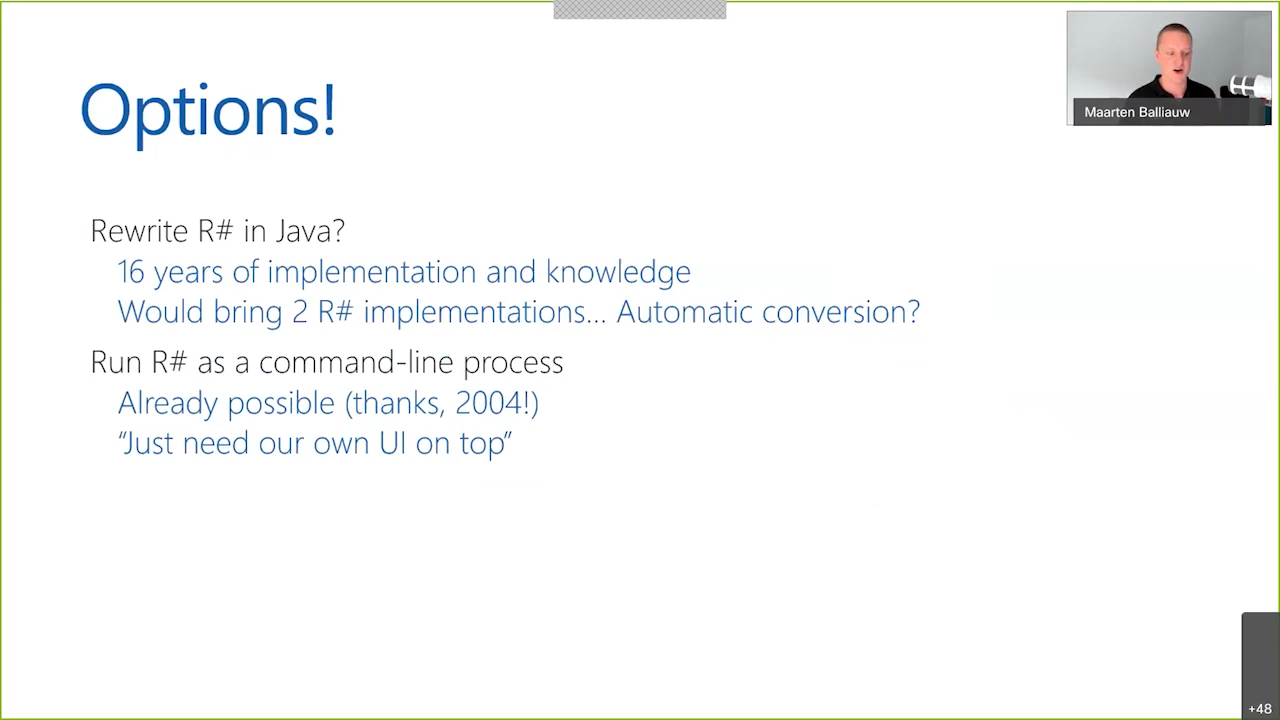 Options!
Maarten Balliauw
Rewrite R# in Java?
16 years of implementation and knowledge
Would bring 2 R# implementations... Automatic conversion?
Run R# as a command-line process
Already possible (thanks, 2004!)
“Just need our own UI on top”
+48